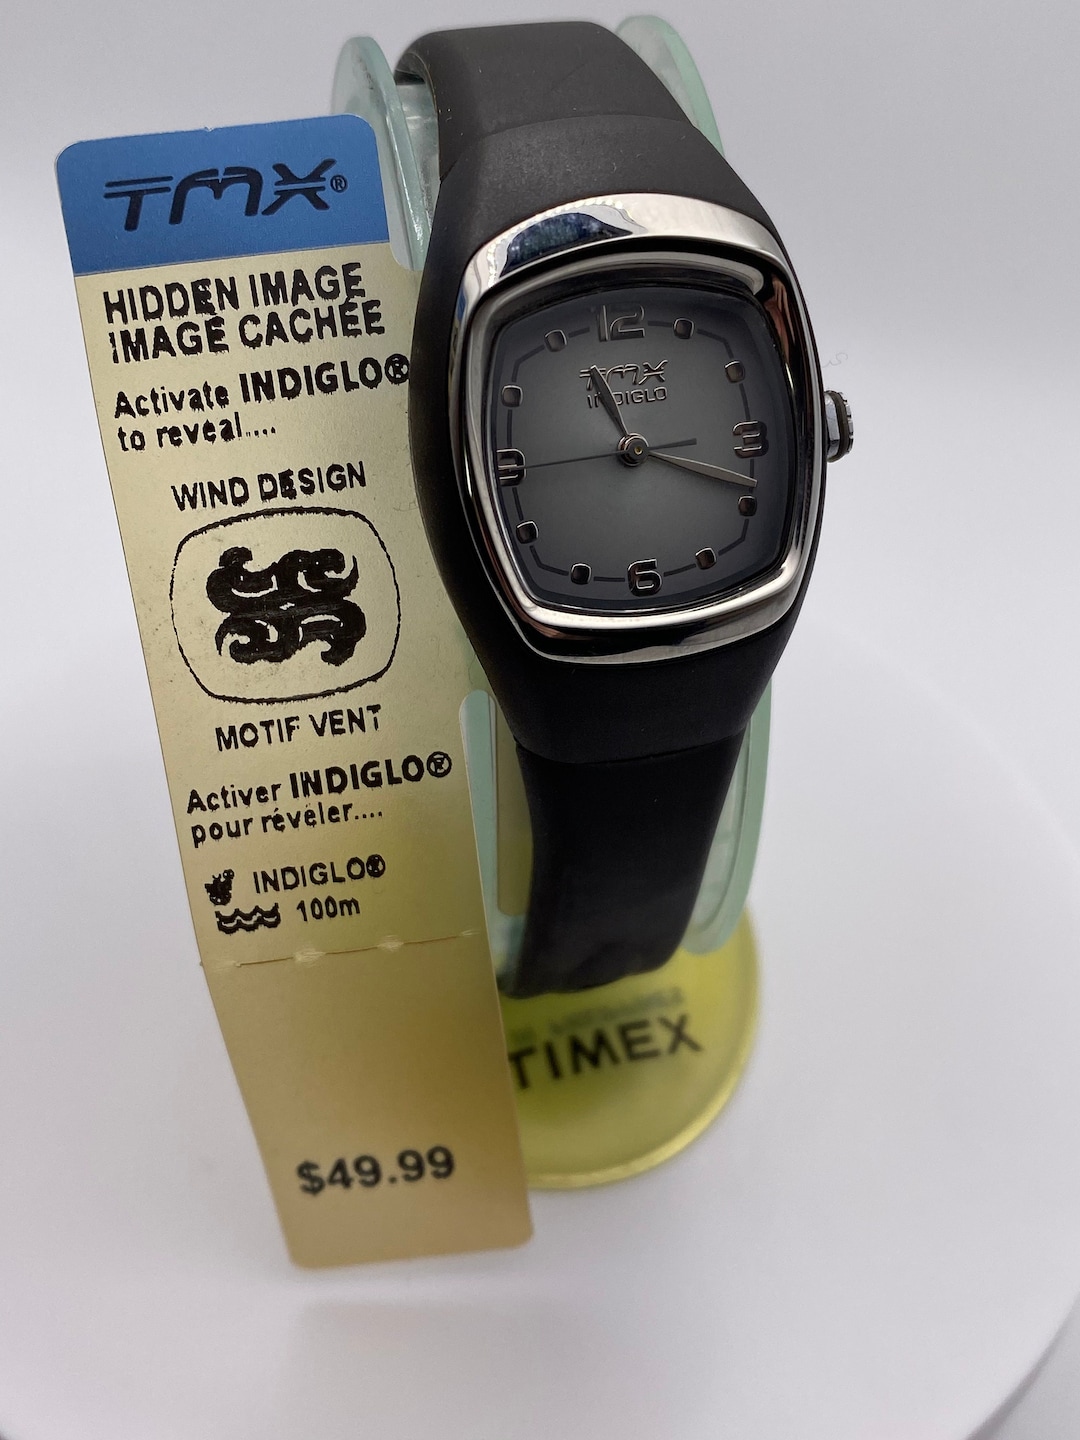 TMX®
HIDDEN IMAGE
IMAGE CACHÉE
Activate INDIGLO®
to reveal....
WIND DESIGN
MOTIF VENT
Activer INDIGLO®
pour révéler....
INDIGLO®
100m
$49.99
12
TMX
INDIGLO
3
9
6
TIMEX